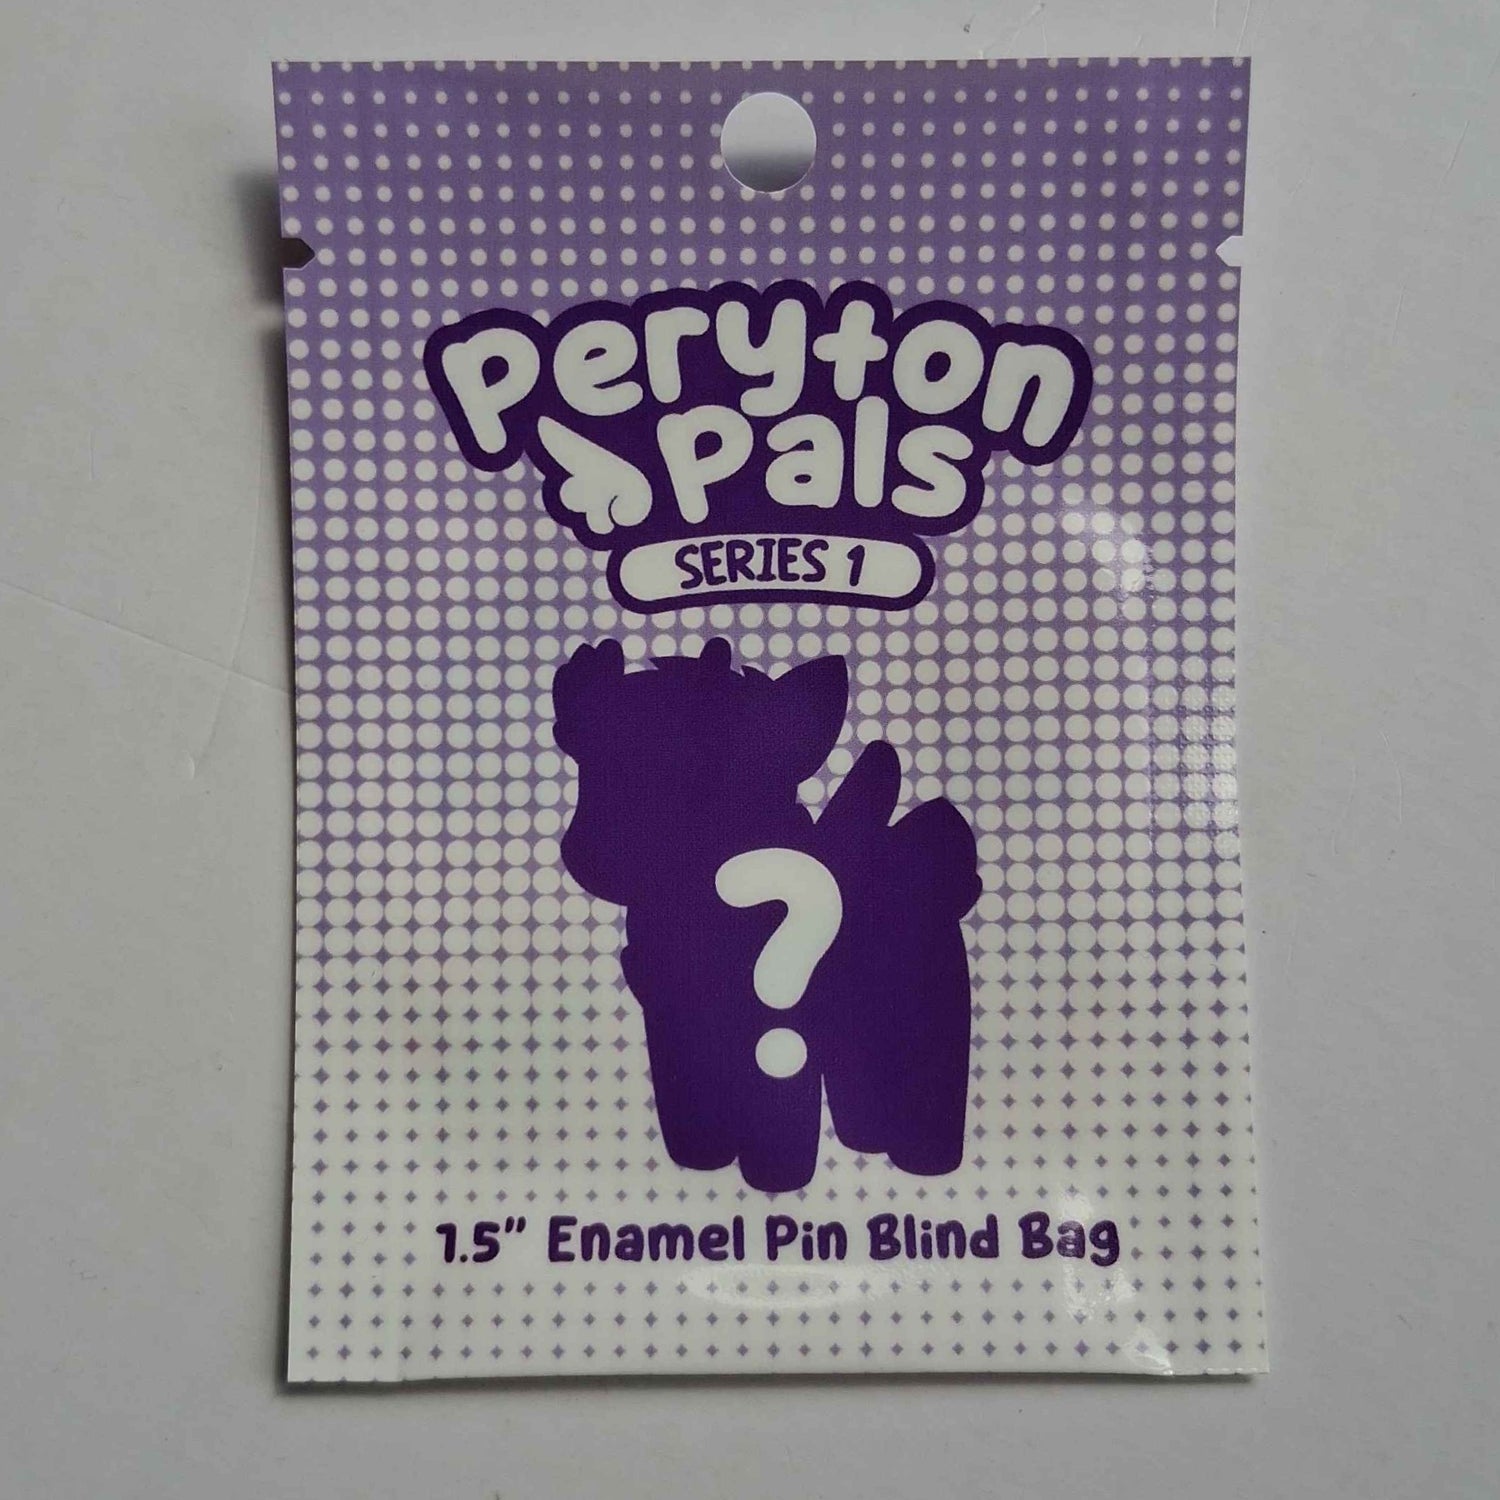 Peryton
Pals
SERIES 1
?
1.5" Enamel Pin Blind Bag